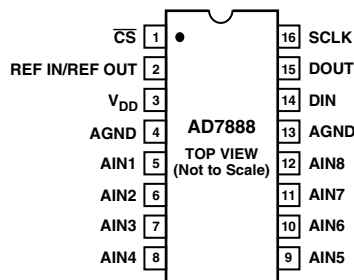 CS 1 16 SCLK
REF IN/REF OUT 2 15 DOUT
VDD 3 14 DIN
AGND 4 13 AGND
AD7888
AIN1 5 12 AIN8
TOP VIEW
(Not to Scale)
AIN2 6 11 AIN7
AIN3 7 10 AIN6
AIN4 8 9 AIN5